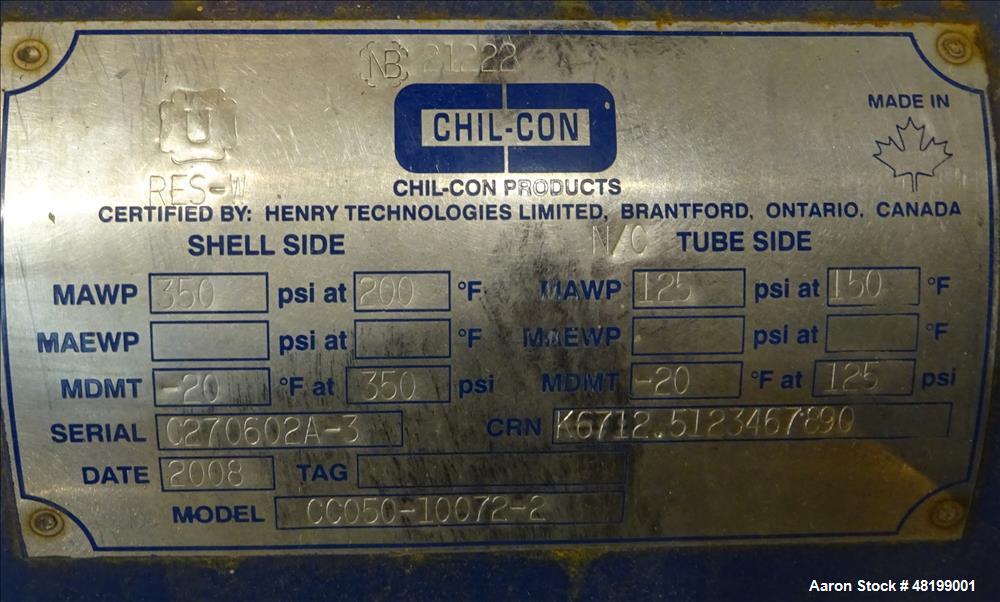 NB 21222
U
CHIL-CON
MADE IN
RES-W
CHIL-CON PRODUCTS
CERTIFIED BY: HENRY TECHNOLOGIES LIMITED, BRANTFORD, ONTARIO, CANADA
SHELL SIDE N/C TUBE SIDE
MAWP 350 psi at 200 °F MAWP 125 psi at 150 °F
MAEWP psi at °F MAEWP psi at °F
MDMT -20 °F at 350 psi MDMT -20 °F at 125 psi
SERIAL C270602A-3 CRN K6712.5123467890
DATE 2008 TAG
MODEL CC050-10072-2
Aaron Stock # 48199001